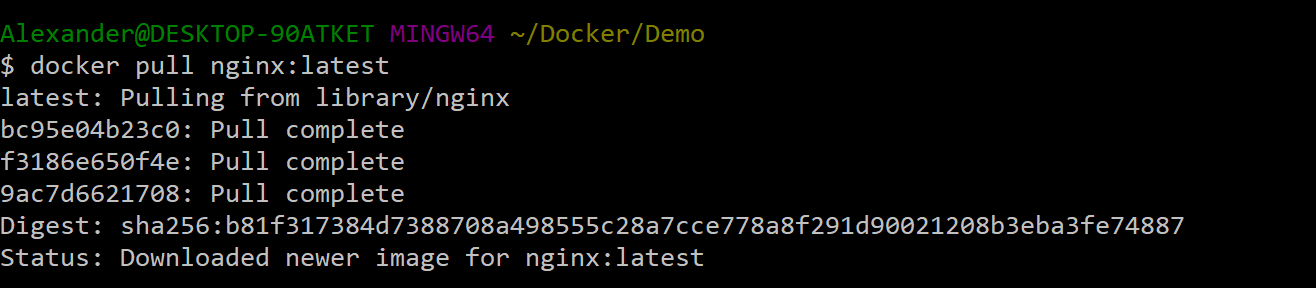 Alexander@DESKTOP-90ATKET MINGW64 ~/Docker/Demo
$ docker pull nginx:latest
latest: Pulling from library/nginx
bc95e04b23c0: Pull complete
f3186e650f4e: Pull complete
9ac7d6621708: Pull complete
Digest: sha256:b81f317384d7388708a498555c28a7cce778a8f291d90021208b3eba3fe74887
Status: Downloaded newer image for nginx:latest